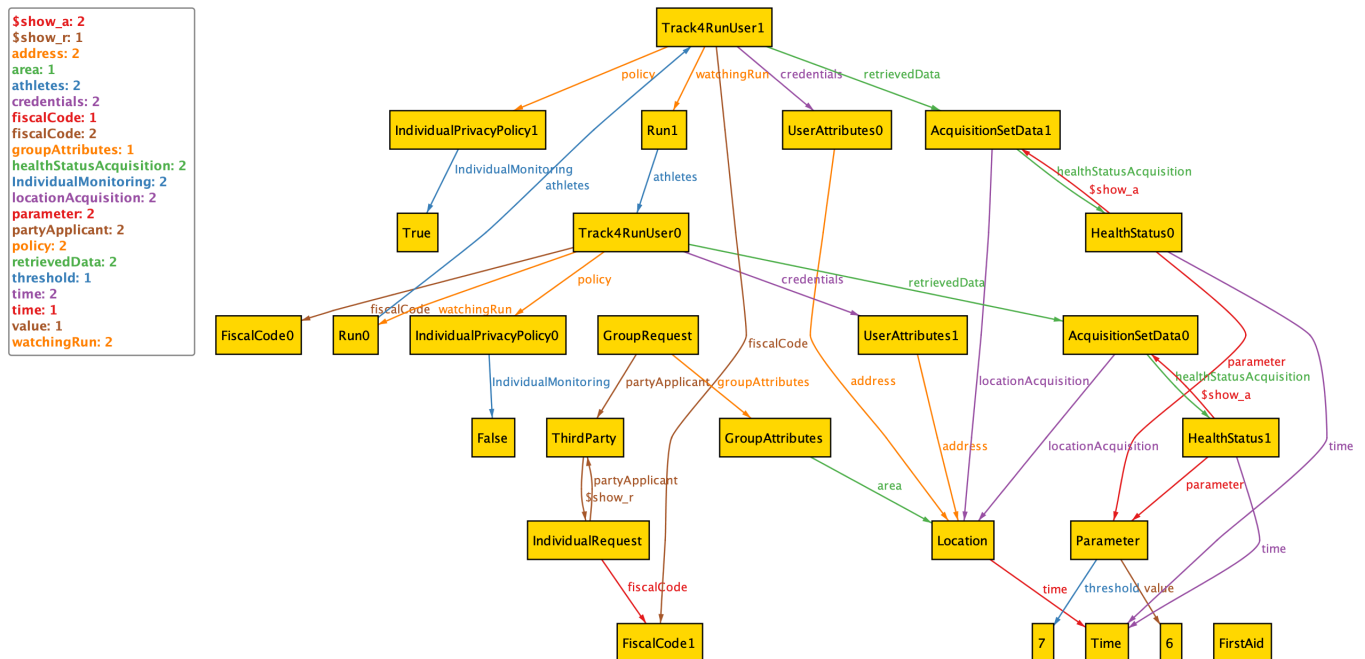 $show_a: 2
$show_r: 1
address: 2
area: 1
athletes: 2
credentials: 2
fiscalCode: 1
fiscalCode: 2
groupAttributes: 1
healthStatusAcquisition: 2
IndividualMonitoring: 2
locationAcquisition: 2
parameter: 2
partyApplicant: 2
policy: 2
retrievedData: 2
threshold: 1
time: 2
time: 1
value: 1
watchingRun: 2
Track4RunUser1
policy watchingRun credentials retrievedData
IndividualPrivacyPolicy1 Run1 UserAttributes0 AcquisitionSetData1
IndividualMonitoring athletes healthStatusAcquisition
athletes $show_a
True Track4RunUser0 HealthStatus0
policy credentials retrievedData
fiscalCode watchingRun
FiscalCode0 Run0 IndividualPrivacyPolicy0 GroupRequest UserAttributes1 AcquisitionSetData0
fiscalCode
parameter
IndividualMonitoring partyApplicant groupAttributes address locationAcquisition healthStatusAcquisition
$show_a
False ThirdParty GroupAttributes HealthStatus1
address locationAcquisition time
partyApplicant area parameter
$show_r
IndividualRequest Location Parameter
time
fiscalCode time threshold value
FiscalCode1 7 Time 6 FirstAid